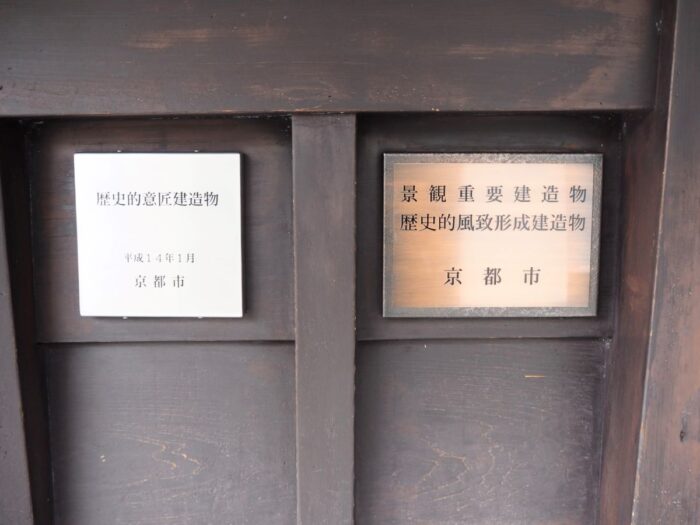 歴史的意匠建造物
平成14年1月
京都市
景観重要建造物
歴史的風致形成建造物
京都市